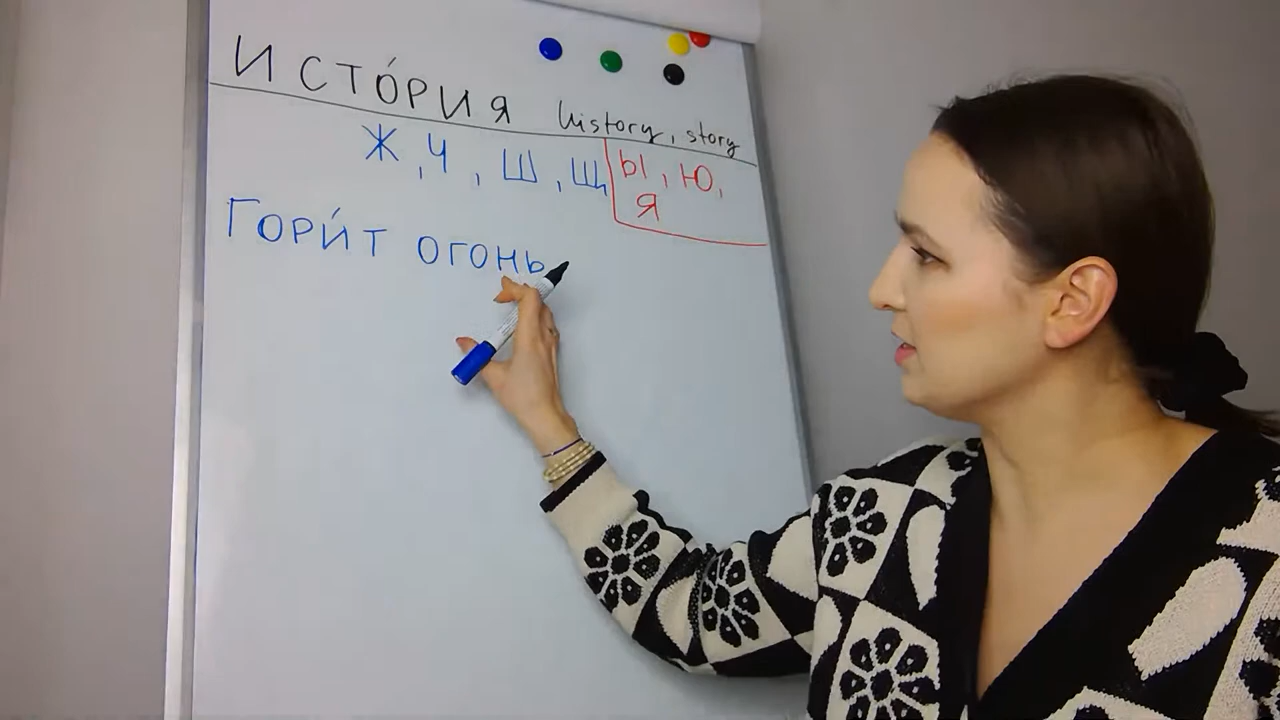 ИСТО́РИЯ history, story
Ж, Ч, Ш, Щ Ы, Ю,
Я
ГОРИ́Т ОГОНЬ